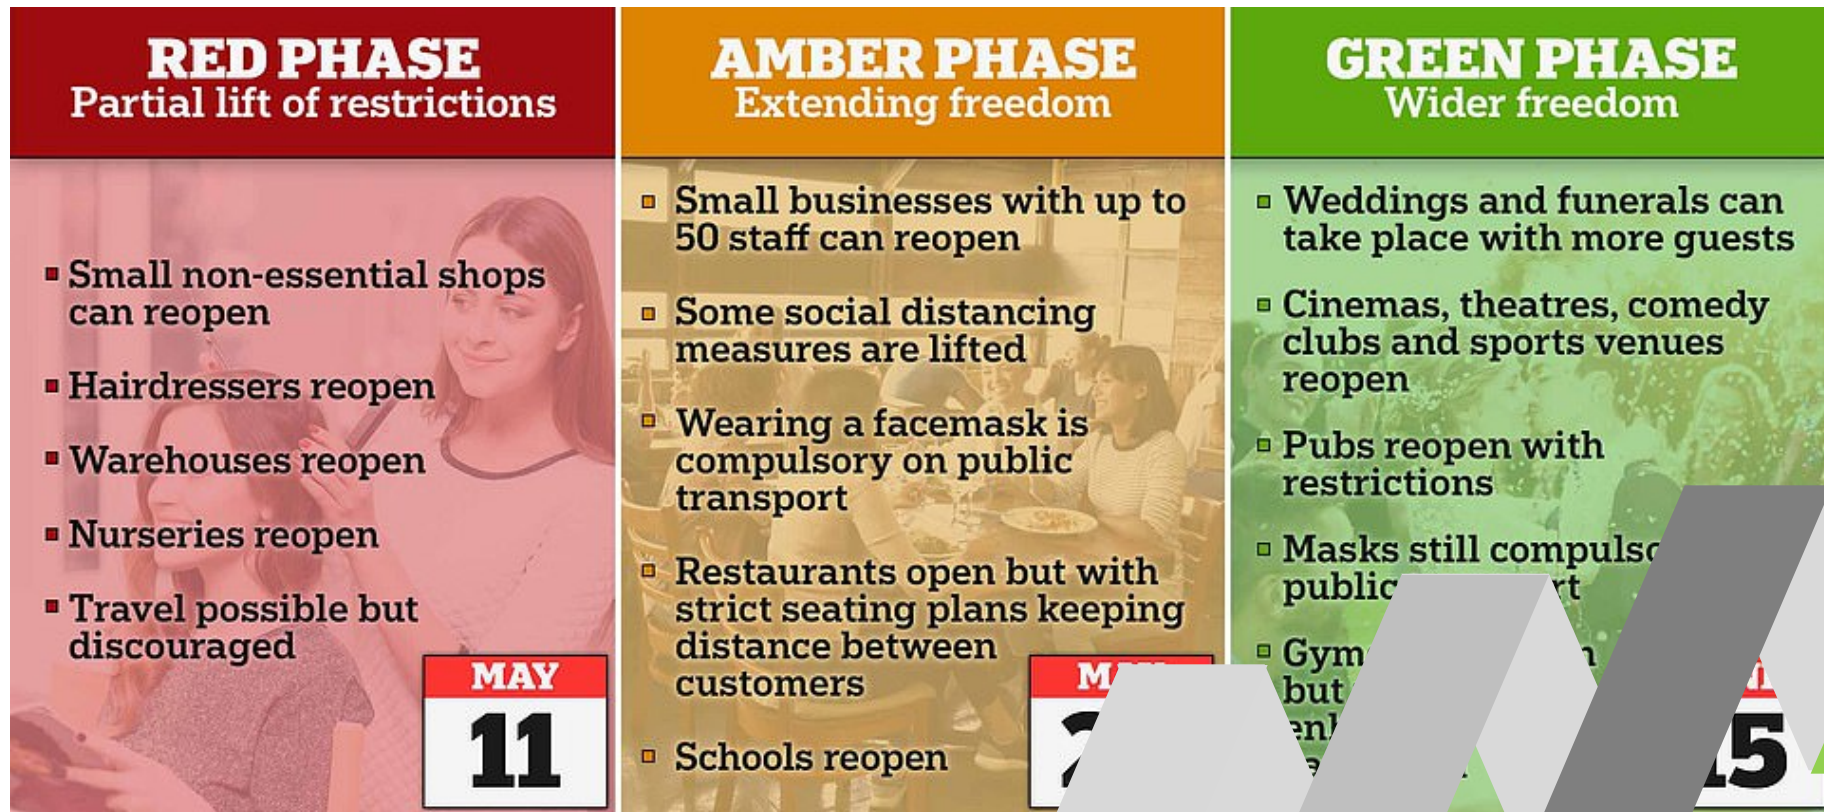 RED PHASE
Partial lift of restrictions
Small non-essential shops
can reopen
Hairdressers reopen
Warehouses reopen
Nurseries reopen
Travel possible but
discouraged
MAY
11
AMBER PHASE
Extending freedom
Small businesses with up to
50 staff can reopen
Some social distancing
measures are lifted
Wearing a facemask is
compulsory on public
transport
Restaurants open but with
strict seating plans keeping
distance between
customers
Schools reopen
GREEN PHASE
Wider freedom
Weddings and funerals can
take place with more guests
Cinemas, theatres, comedy
clubs and sports venues
reopen
Pubs reopen with
restrictions
Masks still
public
but
15